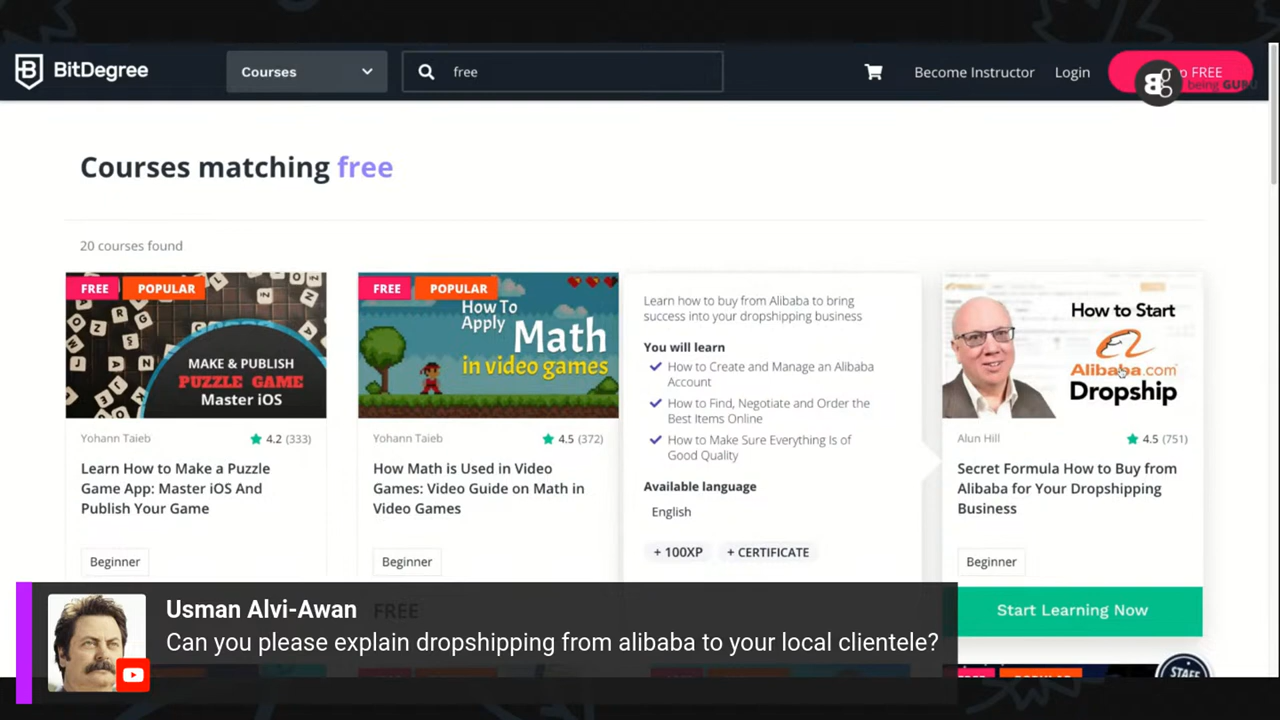 BitDegree
Courses
free
Become Instructor
Login
FREE
being GURU
Courses matching free
20 courses found
FREE
POPULAR
MAKE & PUBLISH
PUZZLE GAME
Master iOS
Yohann Taieb
4.2 (333)
Learn How to Make a Puzzle
Game App: Master iOS And
Publish Your Game
Beginner
FREE
POPULAR
How To
Apply
Math
in video games
Yohann Taieb
4.5 (372)
How Math is Used in Video
Games: Video Guide on Math in
Video Games
Beginner
FREE
Learn how to buy from Alibaba to bring
success into your dropshipping business
You will learn
How to Create and Manage an Alibaba
Account
How to Find, Negotiate and Order the
Best Items Online
How to Make Sure Everything Is of
Good Quality
Available language
English
+ 100XP
+ CERTIFICATE
How to Start
Alibaba.com
Dropship
Alun Hill
4.5 (751)
Secret Formula How to Buy from
Alibaba for Your Dropshipping
Business
Beginner
Start Learning Now
Usman Alvi-Awan
Can you please explain dropshipping from alibaba to your local clientele?
FREE
POPULAR
STAFF